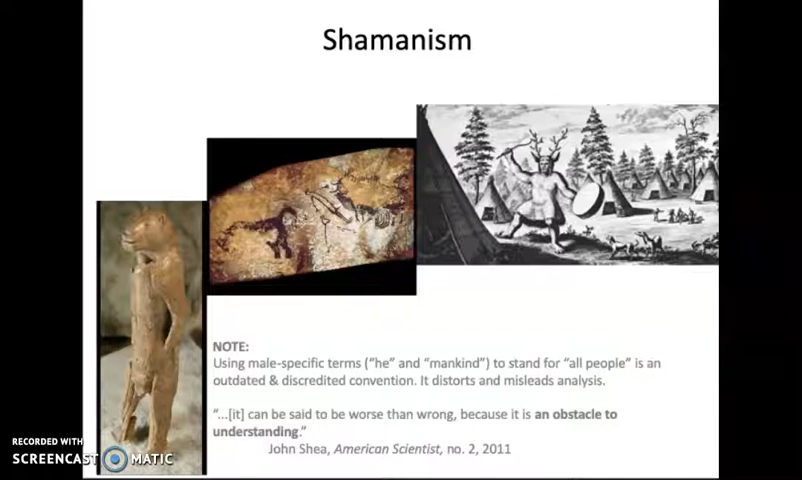 Shamanism
NOTE:
Using male-specific terms (“he” and “mankind”) to stand for “all people” is an
outdated & discredited convention. It distorts and misleads analysis.
“...[it] can be said to be worse than wrong, because it is an obstacle to
understanding.”
John Shea, American Scientist, no. 2, 2011
RECORDED WITH
SCREENCAST MATIC